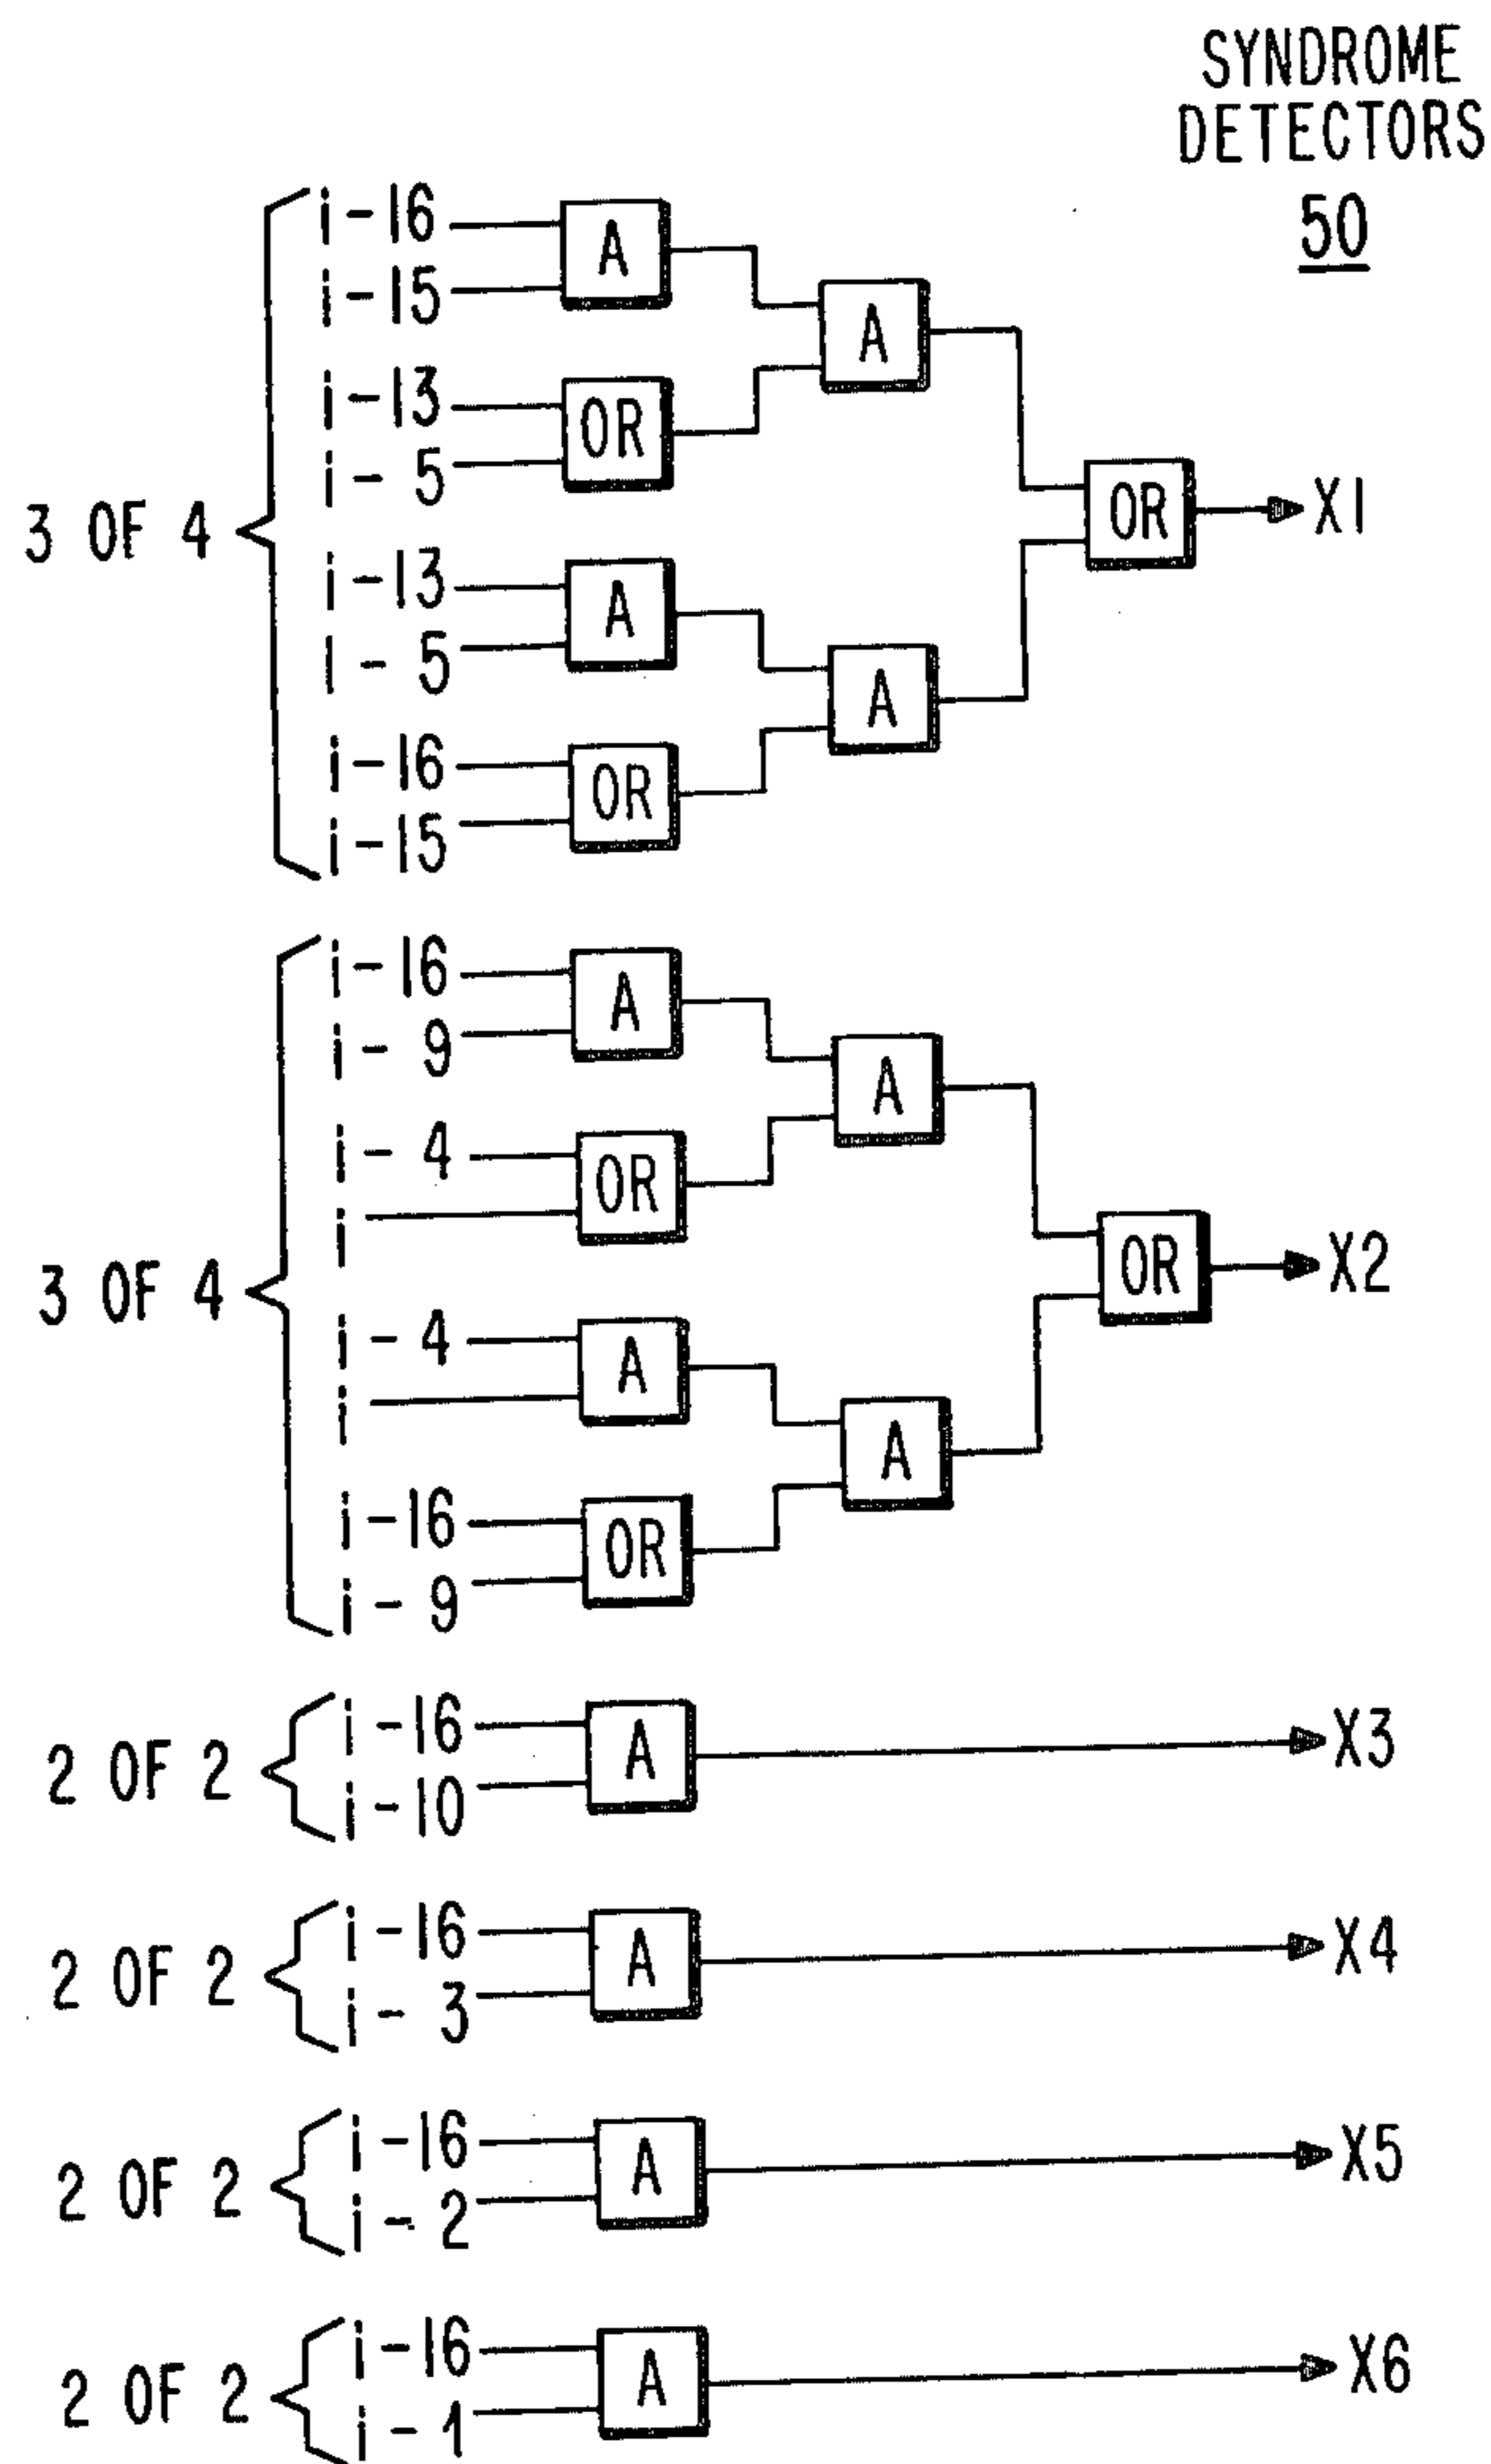 SYNDROME
DETECTORS
50
3 OF 4
i-16
i-15
i-13
i- 5
i-13
i- 5
i-16
i-15
A
OR
A
OR
A
A
OR
X1
3 OF 4
i-16
i- 9
i- 4
i
i- 4
i
i-16
i- 9
A
OR
A
OR
A
A
OR
X2
2 OF 2
i-16
i-10
A
X3
2 OF 2
i-16
i- 3
A
X4
2 OF 2
i-16
i- 2
A
X5
2 OF 2
i-16
i- 1
A
X6